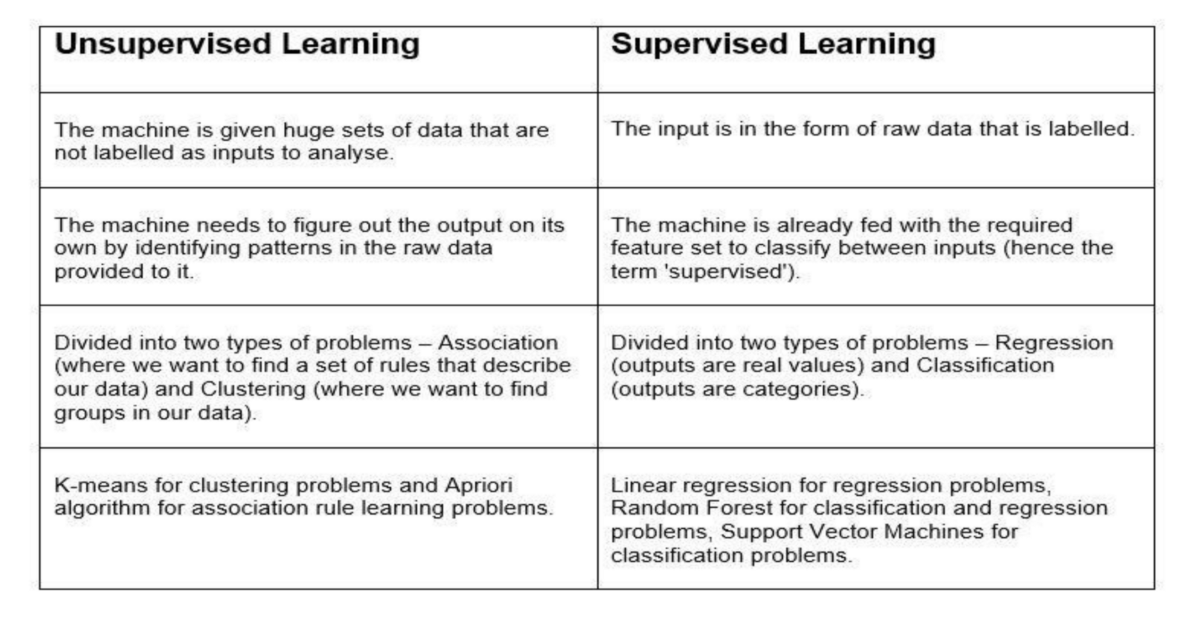 Unsupervised Learning
Supervised Learning
The machine is given huge sets of data that are
not labelled as inputs to analyse.
The input is in the form of raw data that is labelled.
The machine needs to figure out the output on its
own by identifying patterns in the raw data
provided to it.
The machine is already fed with the required
feature set to classify between inputs (hence the
term 'supervised').
Divided into two types of problems – Association
(where we want to find a set of rules that describe
our data) and Clustering (where we want to find
groups in our data).
Divided into two types of problems – Regression
(outputs are real values) and Classification
(outputs are categories).
K-means for clustering problems and Apriori
algorithm for association rule learning problems.
Linear regression for regression problems,
Random Forest for classification and regression
problems, Support Vector Machines for
classification problems.